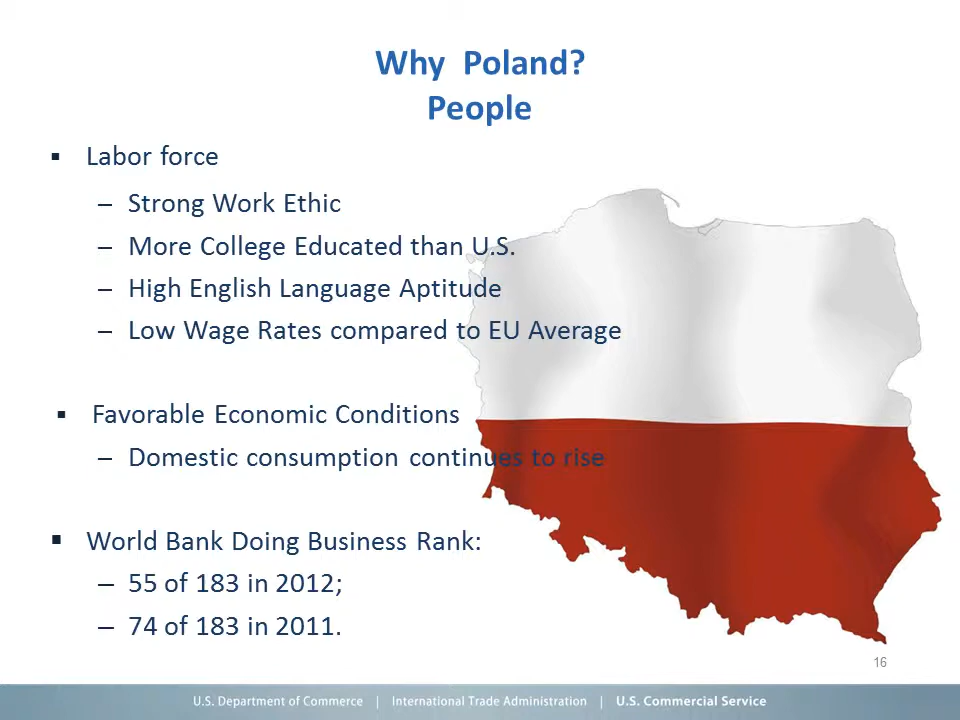 Why Poland?
People
▪ Labor force
– Strong Work Ethic
– More College Educated than U.S.
– High English Language Aptitude
– Low Wage Rates compared to EU Average
▪ Favorable Economic Conditions
– Domestic consumption continues to rise
▪ World Bank Doing Business Rank:
– 55 of 183 in 2012;
– 74 of 183 in 2011.
16
U.S. Department of Commerce | International Trade Administration | U.S. Commercial Service